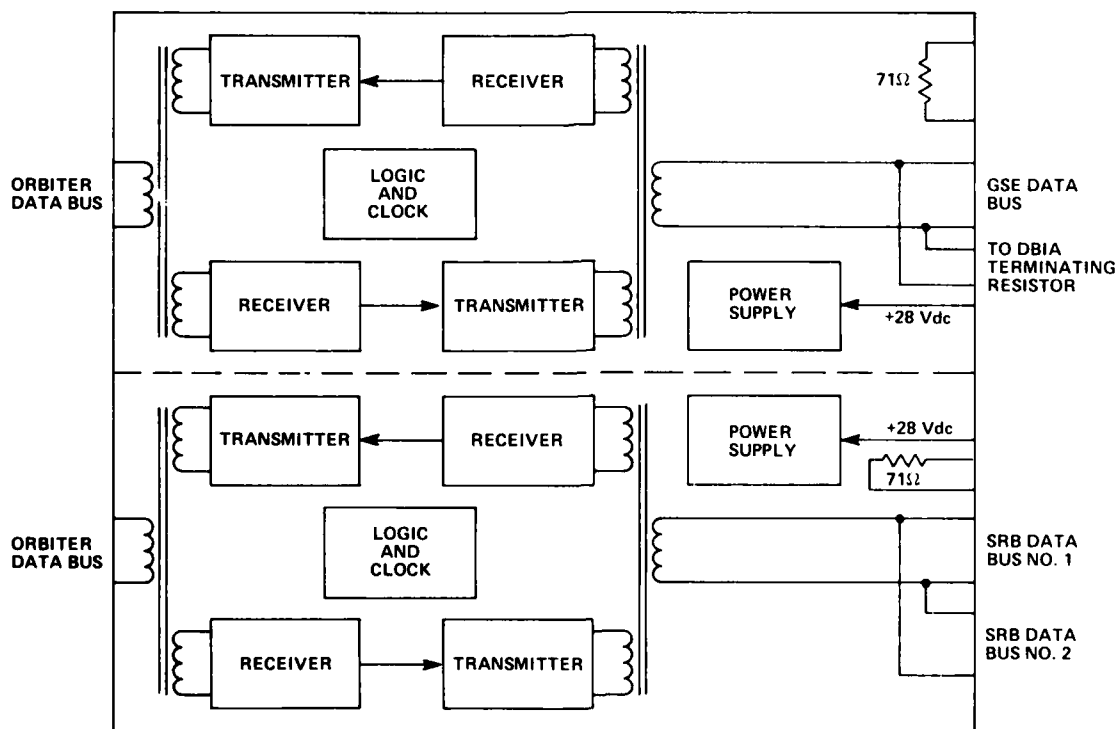 TRANSMITTER
RECEIVER
71Ω
LOGIC
AND
CLOCK
ORBITER
DATA BUS
GSE DATA
BUS
TO DBIA
TERMINATING
RESISTOR
RECEIVER
TRANSMITTER
POWER
SUPPLY
+28 Vdc
TRANSMITTER
RECEIVER
POWER
SUPPLY
+28 Vdc
71Ω
LOGIC
AND
CLOCK
ORBITER
DATA BUS
SRB DATA
BUS NO. 1
RECEIVER
TRANSMITTER
SRB DATA
BUS NO. 2